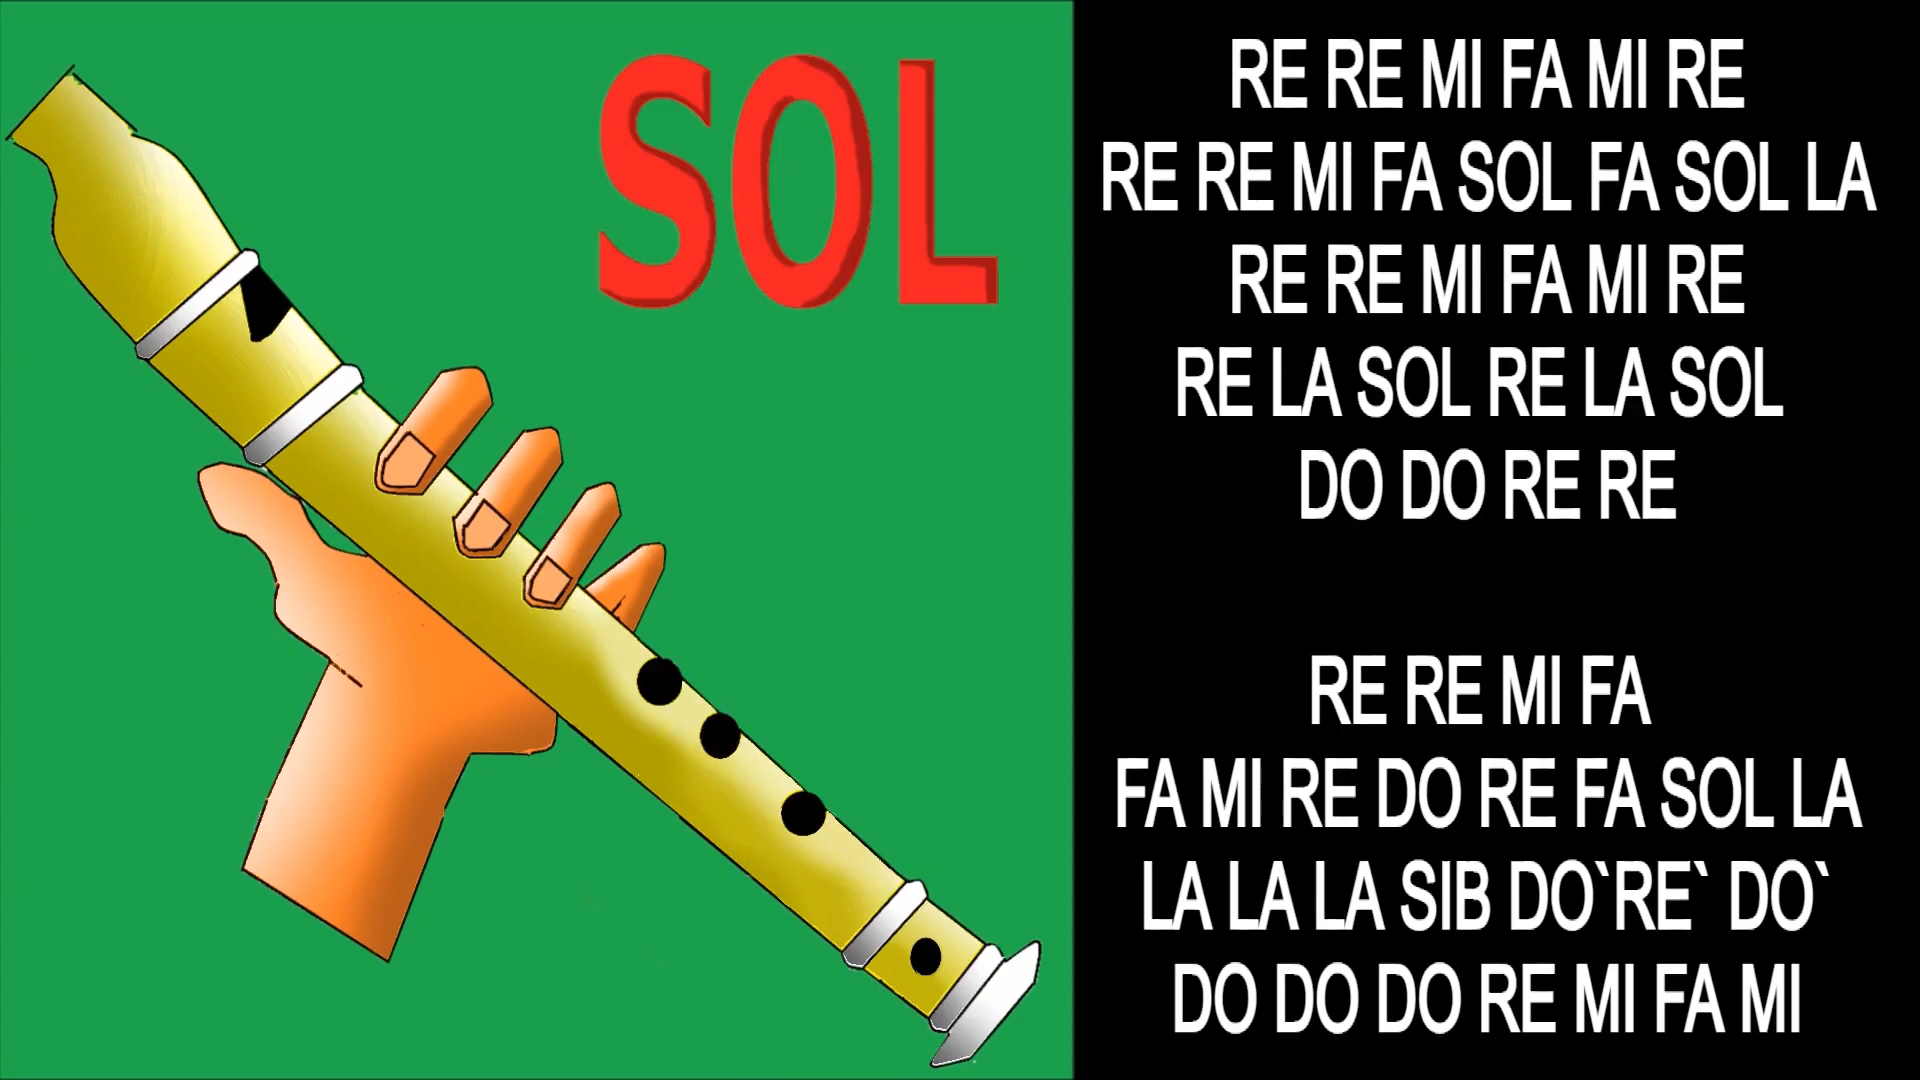 SOL
RE RE MI FA MI RE
RE RE MI FA SOL FA SOL LA
RE RE MI FA MI RE
RE LA SOL RE LA SOL
DO DO RE RE
RE RE MI FA
FA MI RE DO RE FA SOL LA
LA LA LA SIB DO`RE` DO`
DO DO DO RE MI FA MI